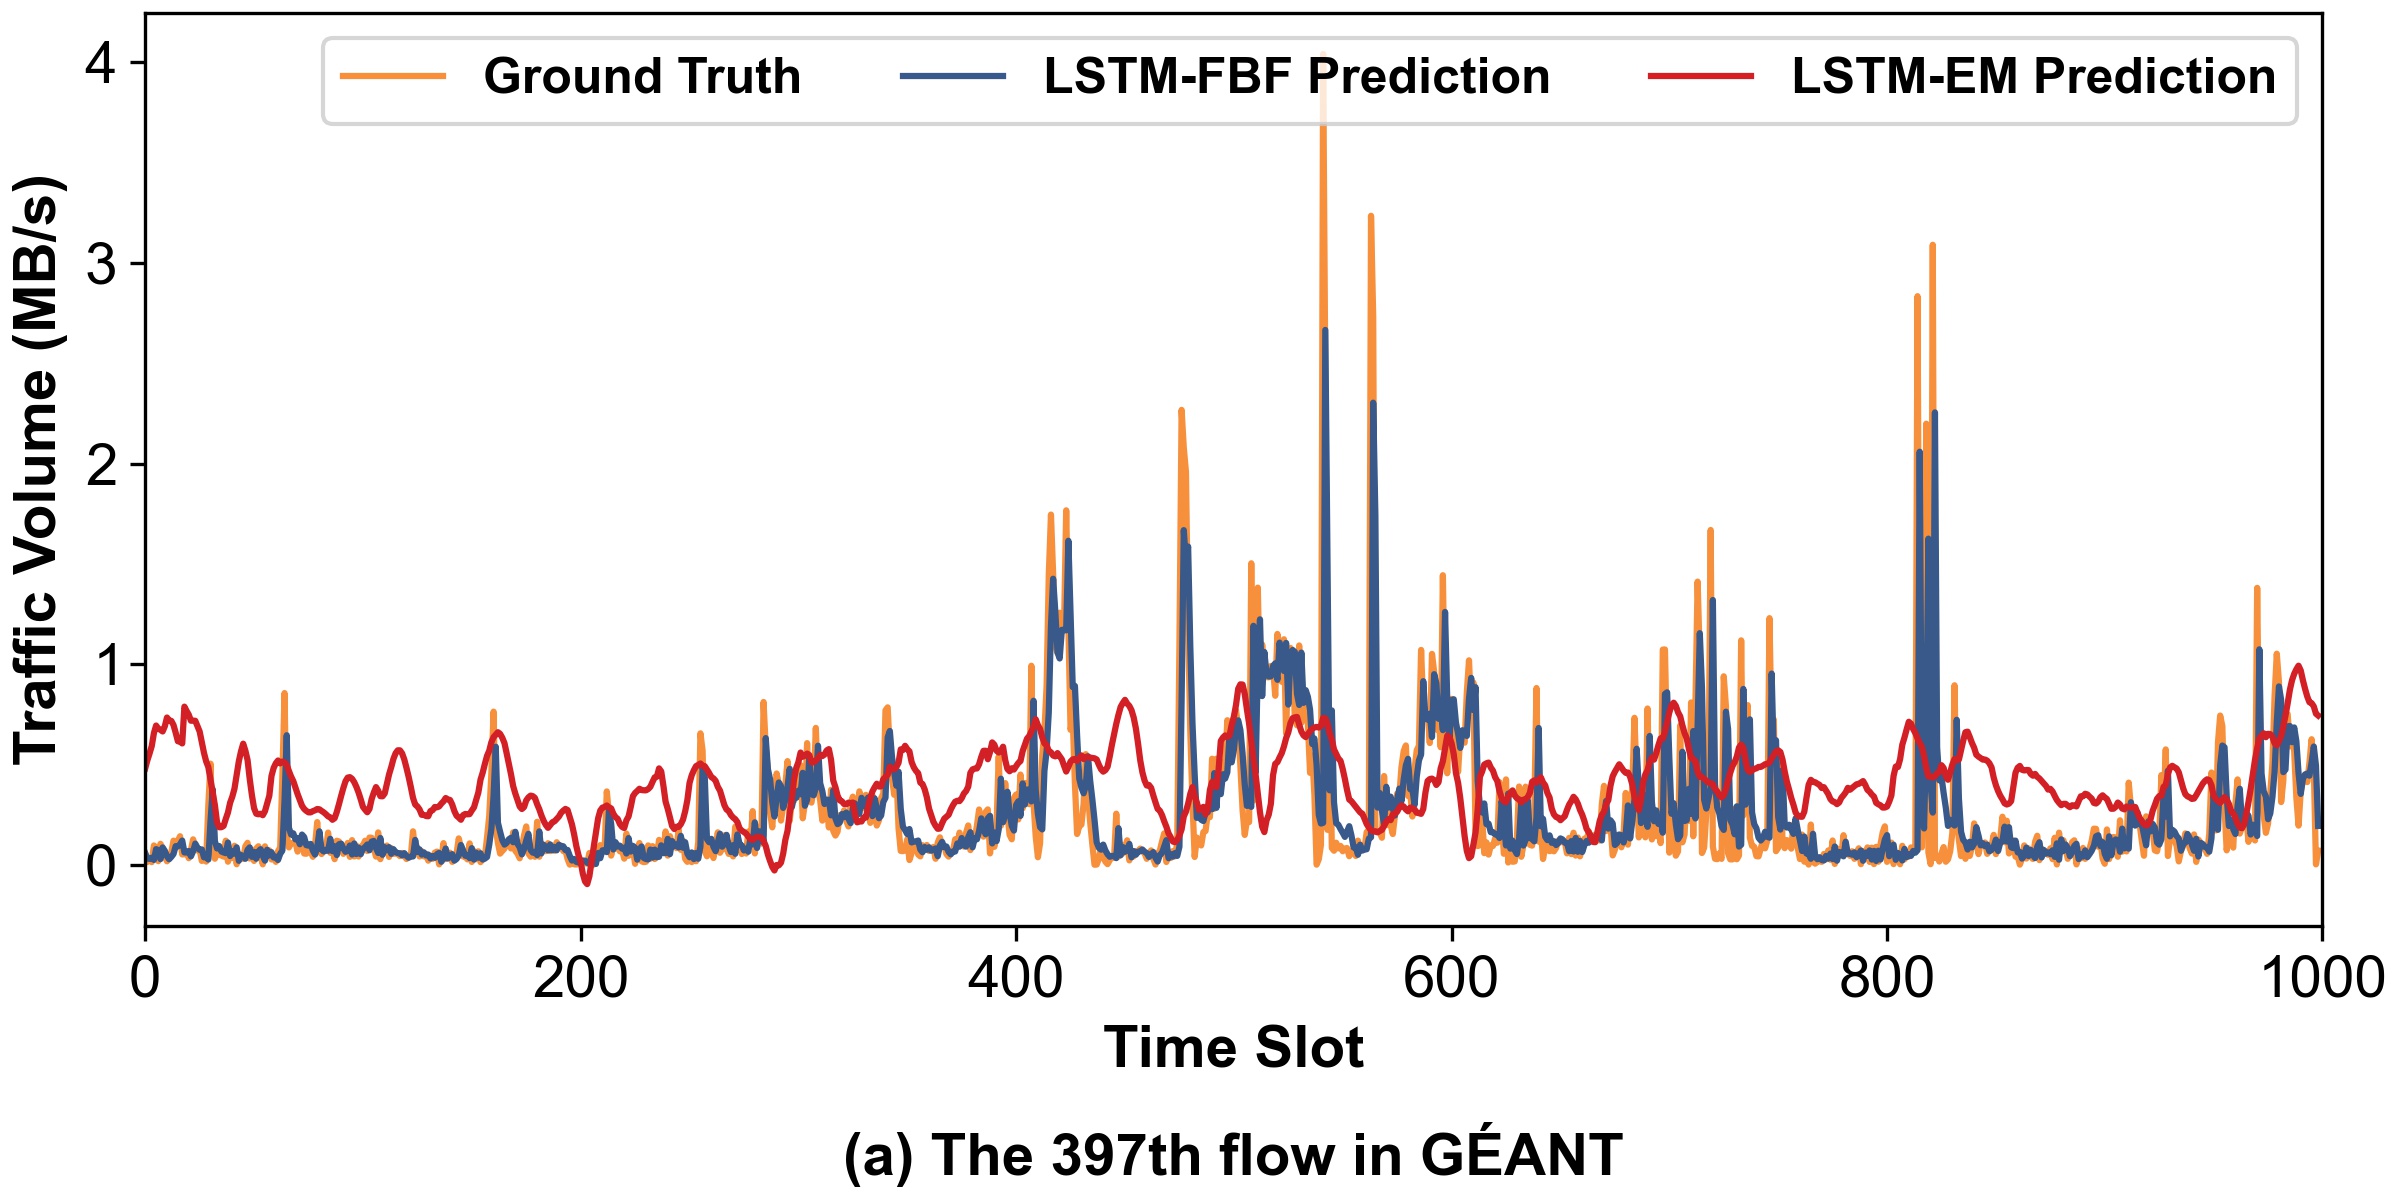 Ground Truth LSTM-FBF Prediction LSTM-EM Prediction
4
3
2
1
0
Traffic Volume (MB/s)
0 200 400 600 800 1000
Time Slot
(a) The 397th flow in GÉANT